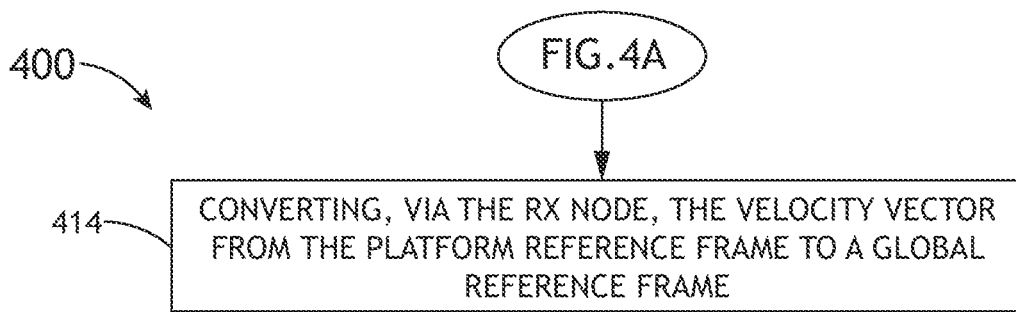 400
FIG.4A
414
CONVERTING, VIA THE RX NODE, THE VELOCITY VECTOR
FROM THE PLATFORM REFERENCE FRAME TO A GLOBAL
REFERENCE FRAME